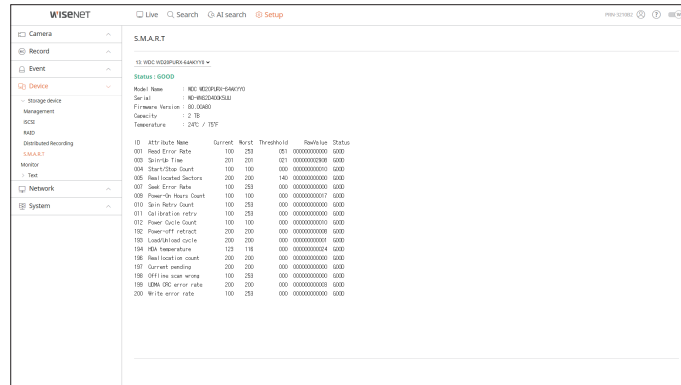 WISENET
Live Search AI search Setup
Camera
Record
Event
Device
Storage device
Management
iSCSI
RAID
Distributed Recording
S.M.A.R.T
Monitor
Text
Network
System
S.M.A.R.T
13: WDC WD20PURX-64AKYY0
Status : GOOD
Model Name : WDC WD20PURX-64AKYY0
Serial :
Firmware Version : 80.00A80
Capacity : 2 TB
Temperature : 24℃ / 75℉
ID Attribute Name Current Worst Threshhold RawValue Status
001 Read Error Rate 100 253 051 000000000000 GOOD
003 SpinUp Time 201 201 021 000000002908 GOOD
004 Start/Stop Count 100 100 000 000000000010 GOOD
005 Reallocated Sectors 200 200 140 000000000000 GOOD
007 Seek Error Rate 100 253 000 000000000000 GOOD
009 Power-On Hours Count 100 100 000 000000000017 GOOD
010 Spin Retry Count 100 253 000 000000000000 GOOD
011 Calibration retry 100 253 000 000000000000 GOOD
012 Power Cycle Count 100 100 000 000000000010 GOOD
192 Power-off retract 200 200 000 000000000008 GOOD
193 Load/Unload cycle 200 200 000 000000000001 GOOD
194 HDA temperature 123 116 000 000000000024 GOOD
196 Reallocation count 200 200 000 000000000000 GOOD
197 Current pending 200 200 000 000000000000 GOOD
198 Offline scan wrong 100 253 000 000000000000 GOOD
199 UDMA CRC error rate 200 200 000 000000000003 GOOD
200 Write error rate 100 253 000 000000000000 GOOD